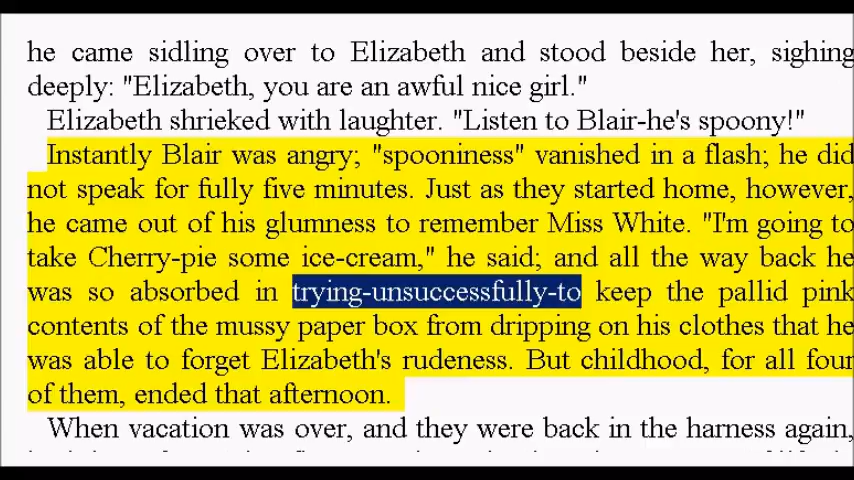 he came sidling over to Elizabeth and stood beside her, sighing
deeply: "Elizabeth, you are an awful nice girl."
Elizabeth shrieked with laughter. "Listen to Blair-he's spoony!"
Instantly Blair was angry; "spooniness" vanished in a flash; he did
not speak for fully five minutes. Just as they started home, however,
he came out of his glumness to remember Miss White. "I'm going to
take Cherry-pie some ice-cream," he said; and all the way back he
was so absorbed in trying-unsuccessfully-to keep the pallid pink
contents of the mussy paper box from dripping on his clothes that he
was able to forget Elizabeth's rudeness. But childhood, for all four
of them, ended that afternoon.
When vacation was over, and they were back in the harness again,